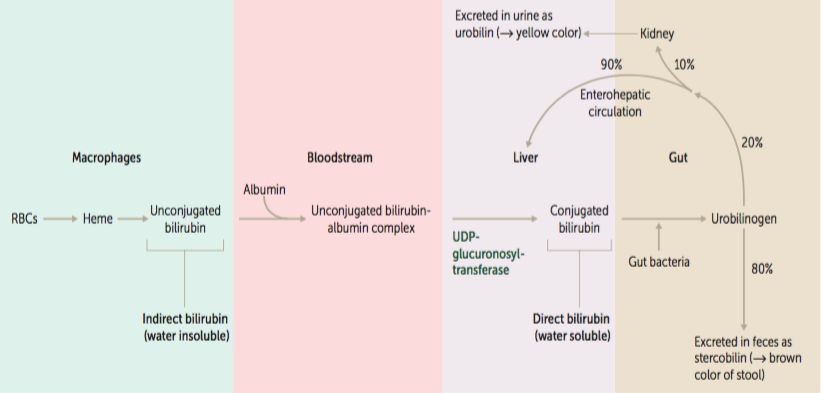 Excreted in urine as
urobilin (→ yellow color)
Kidney
90%
10%
Enterohepatic
circulation
20%
Macrophages
Bloodstream
Liver
Gut
RBCs
Heme
Unconjugated
bilirubin
Albumin
Unconjugated bilirubin-
albumin complex
UDP-
glucuronosyl-
transferase
Conjugated
bilirubin
Gut bacteria
Urobilinogen
80%
Indirect bilirubin
(water insoluble)
Direct bilirubin
(water soluble)
Excreted in feces as
stercobilin (→ brown
color of stool)